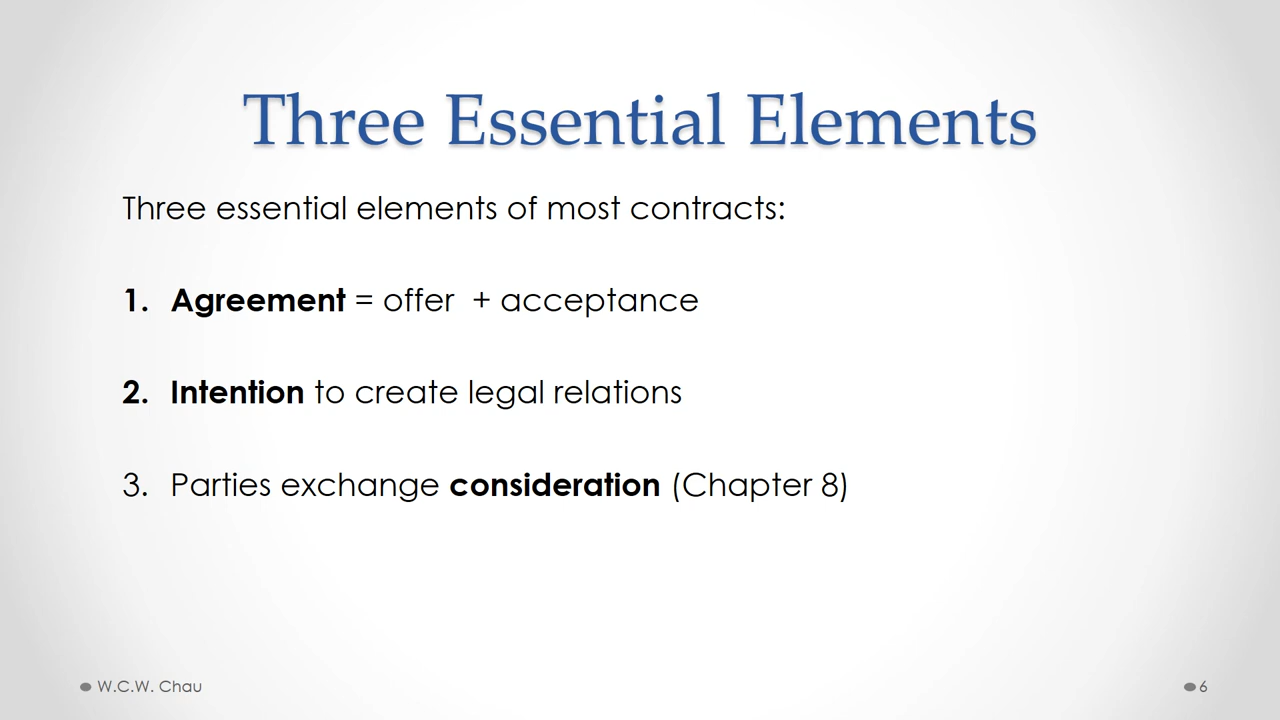 Three Essential Elements
Three essential elements of most contracts:
1. Agreement = offer + acceptance
2. Intention to create legal relations
3. Parties exchange consideration (Chapter 8)
W.C.W. Chau
6